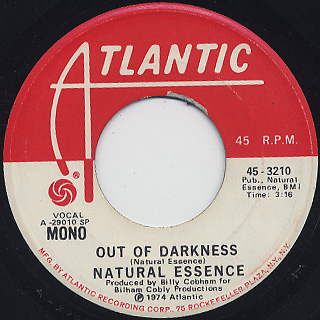 ATLANTIC
45 R.P.M.
45-3210
Pub., Natural
Essence, BMI
Time: 3:16
VOCAL
A-29010 SP
MONO
OUT OF DARKNESS
(Natural Essence)
NATURAL ESSENCE
Produced by Billy Cobham for
Bilham Cobly Productions
℗ 1974 Atlantic
MFG. BY ATLANTIC RECORDING CORP., 75 ROCKEFELLER PLAZA, N.Y. N.Y.